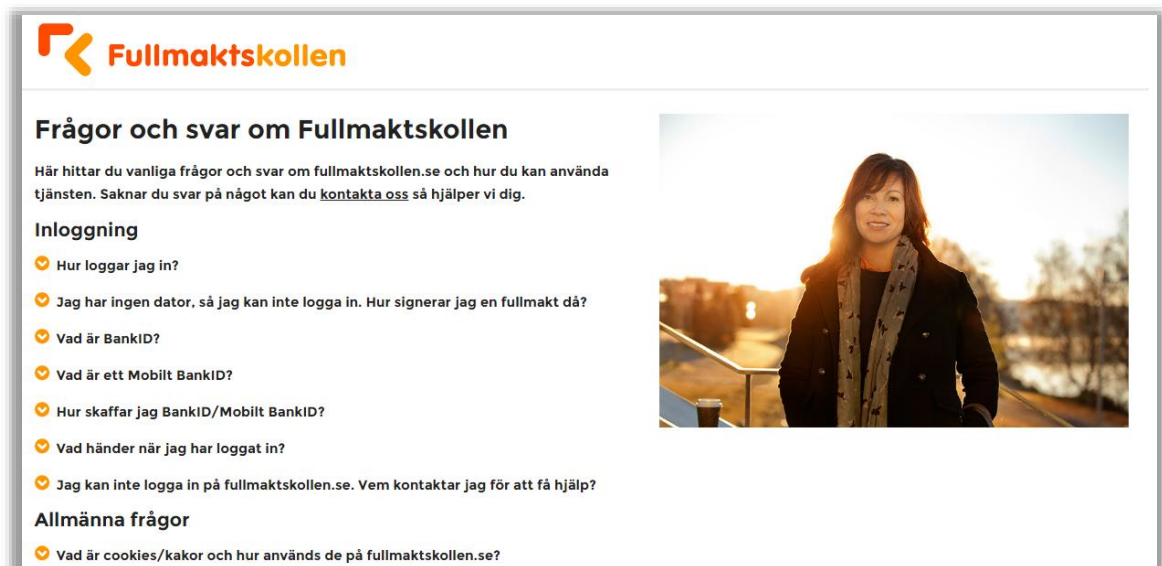 Fullmaktskollen
Frågor och svar om Fullmaktskollen
Här hittar du vanliga frågor och svar om fullmaktskollen.se och hur du kan använda
tjänsten. Saknar du svar på något kan du kontakta oss så hjälper vi dig.
Inloggning
Hur loggar jag in?
Jag har ingen dator, så jag kan inte logga in. Hur signerar jag en fullmakt då?
Vad är BankID?
Vad är ett Mobilt BankID?
Hur skaffar jag BankID/Mobilt BankID?
Vad händer när jag har loggat in?
Jag kan inte logga in på fullmaktskollen.se. Vem kontaktar jag för att få hjälp?
Allmänna frågor
Vad är cookies/kakor och hur används de på fullmaktskollen.se?